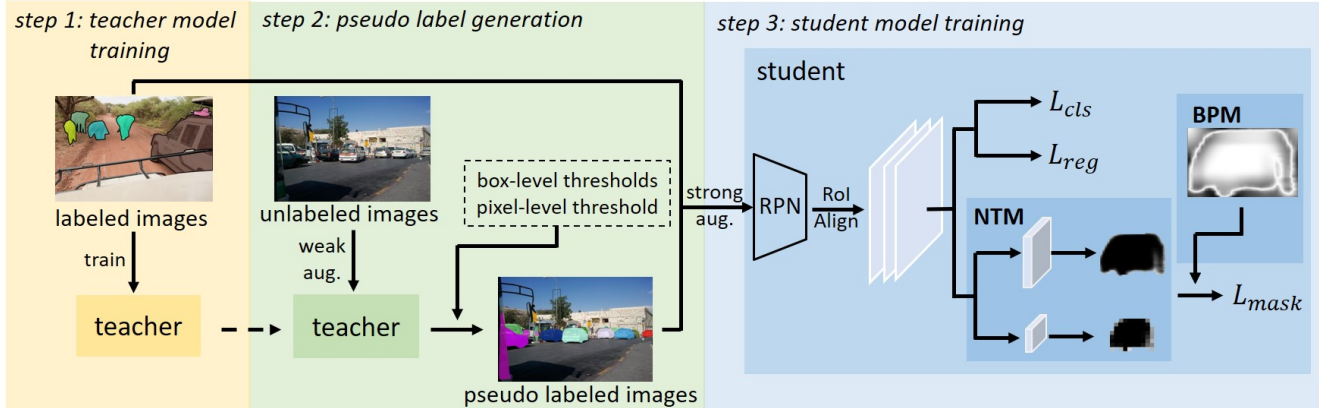 step 1: teacher model
training
step 2: pseudo label generation
step 3: student model training
labeled images
train
teacher
unlabeled images
weak
aug.
teacher
box-level thresholds
pixel-level threshold
pseudo labeled images
strong
aug.
student
RPN
RoI
Align
L_cls
L_reg
NTM
BPM
L_mask